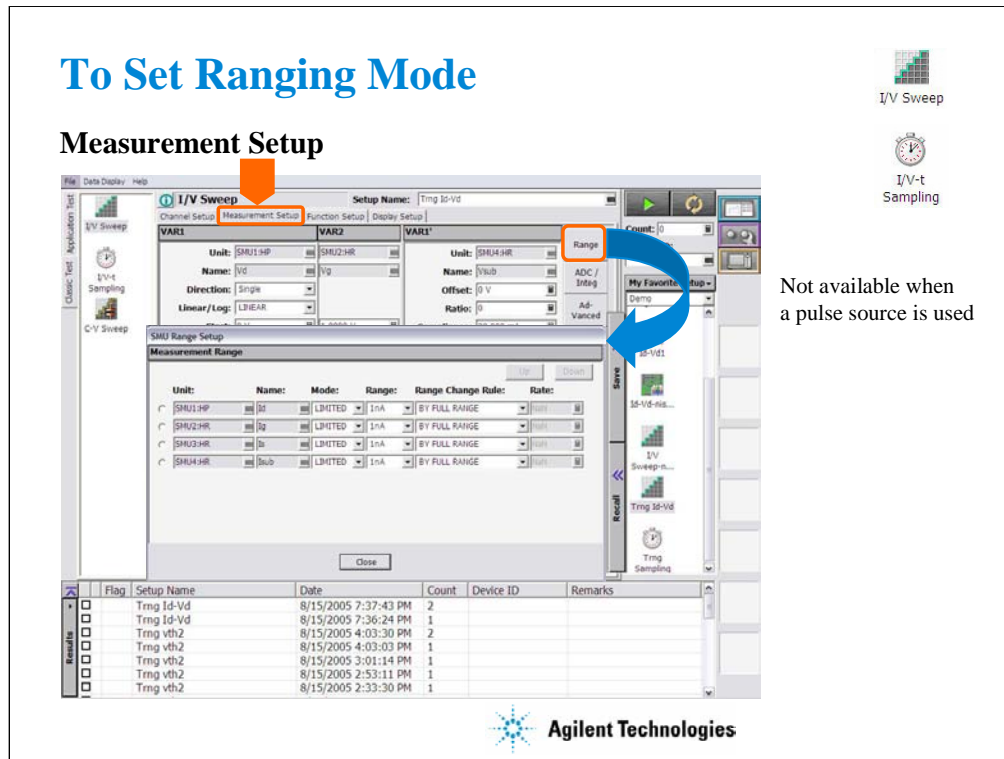 To Set Ranging Mode
I/V Sweep
I/V-t
Sampling
Measurement Setup
Not available when
a pulse source is used
File Data Display Help
Application Test
Classic Test
I/V Sweep
I/V-t
Sampling
C-V Sweep
I/V Sweep
Setup Name: Trng Id-Vd
Channel Setup Measurement Setup Function Setup Display Setup
VAR1 VAR2 VAR1'
Unit: SMU1:HP SMU2:HR Unit: SMU4:HR
Name: Vd Vg Name: Vsub
Direction: Single Offset: 0 V
Linear/Log: LINEAR Ratio: 0
Range
ADC /
Integ
Ad-
vanced
Count: 0
My Favorite Setup
Demo
Id-Vd1
Id-Vd-nis...
I/V
Sweep-n...
Trng Id-Vd
Trng
Sampling
Save
Recall
SMU Range Setup
Measurement Range
Up Down
Unit: Name: Mode: Range: Range Change Rule: Rate:
SMU1:HP Id LIMITED 1nA BY FULL RANGE NaN
SMU2:HR Ig LIMITED 1nA BY FULL RANGE NaN
SMU3:HR Is LIMITED 1nA BY FULL RANGE NaN
SMU4:HR Isub LIMITED 1nA BY FULL RANGE NaN
Close
Results
Flag Setup Name Date Count Device ID Remarks
Trng Id-Vd 8/15/2005 7:37:43 PM 2
Trng Id-Vd 8/15/2005 7:36:24 PM 1
Trng vth2 8/15/2005 4:03:30 PM 2
Trng vth2 8/15/2005 4:03:03 PM 1
Trng vth2 8/15/2005 3:01:14 PM 1
Trng vth2 8/15/2005 2:53:11 PM 1
Trng vth2 8/15/2005 2:33:30 PM 1
Agilent Technologies